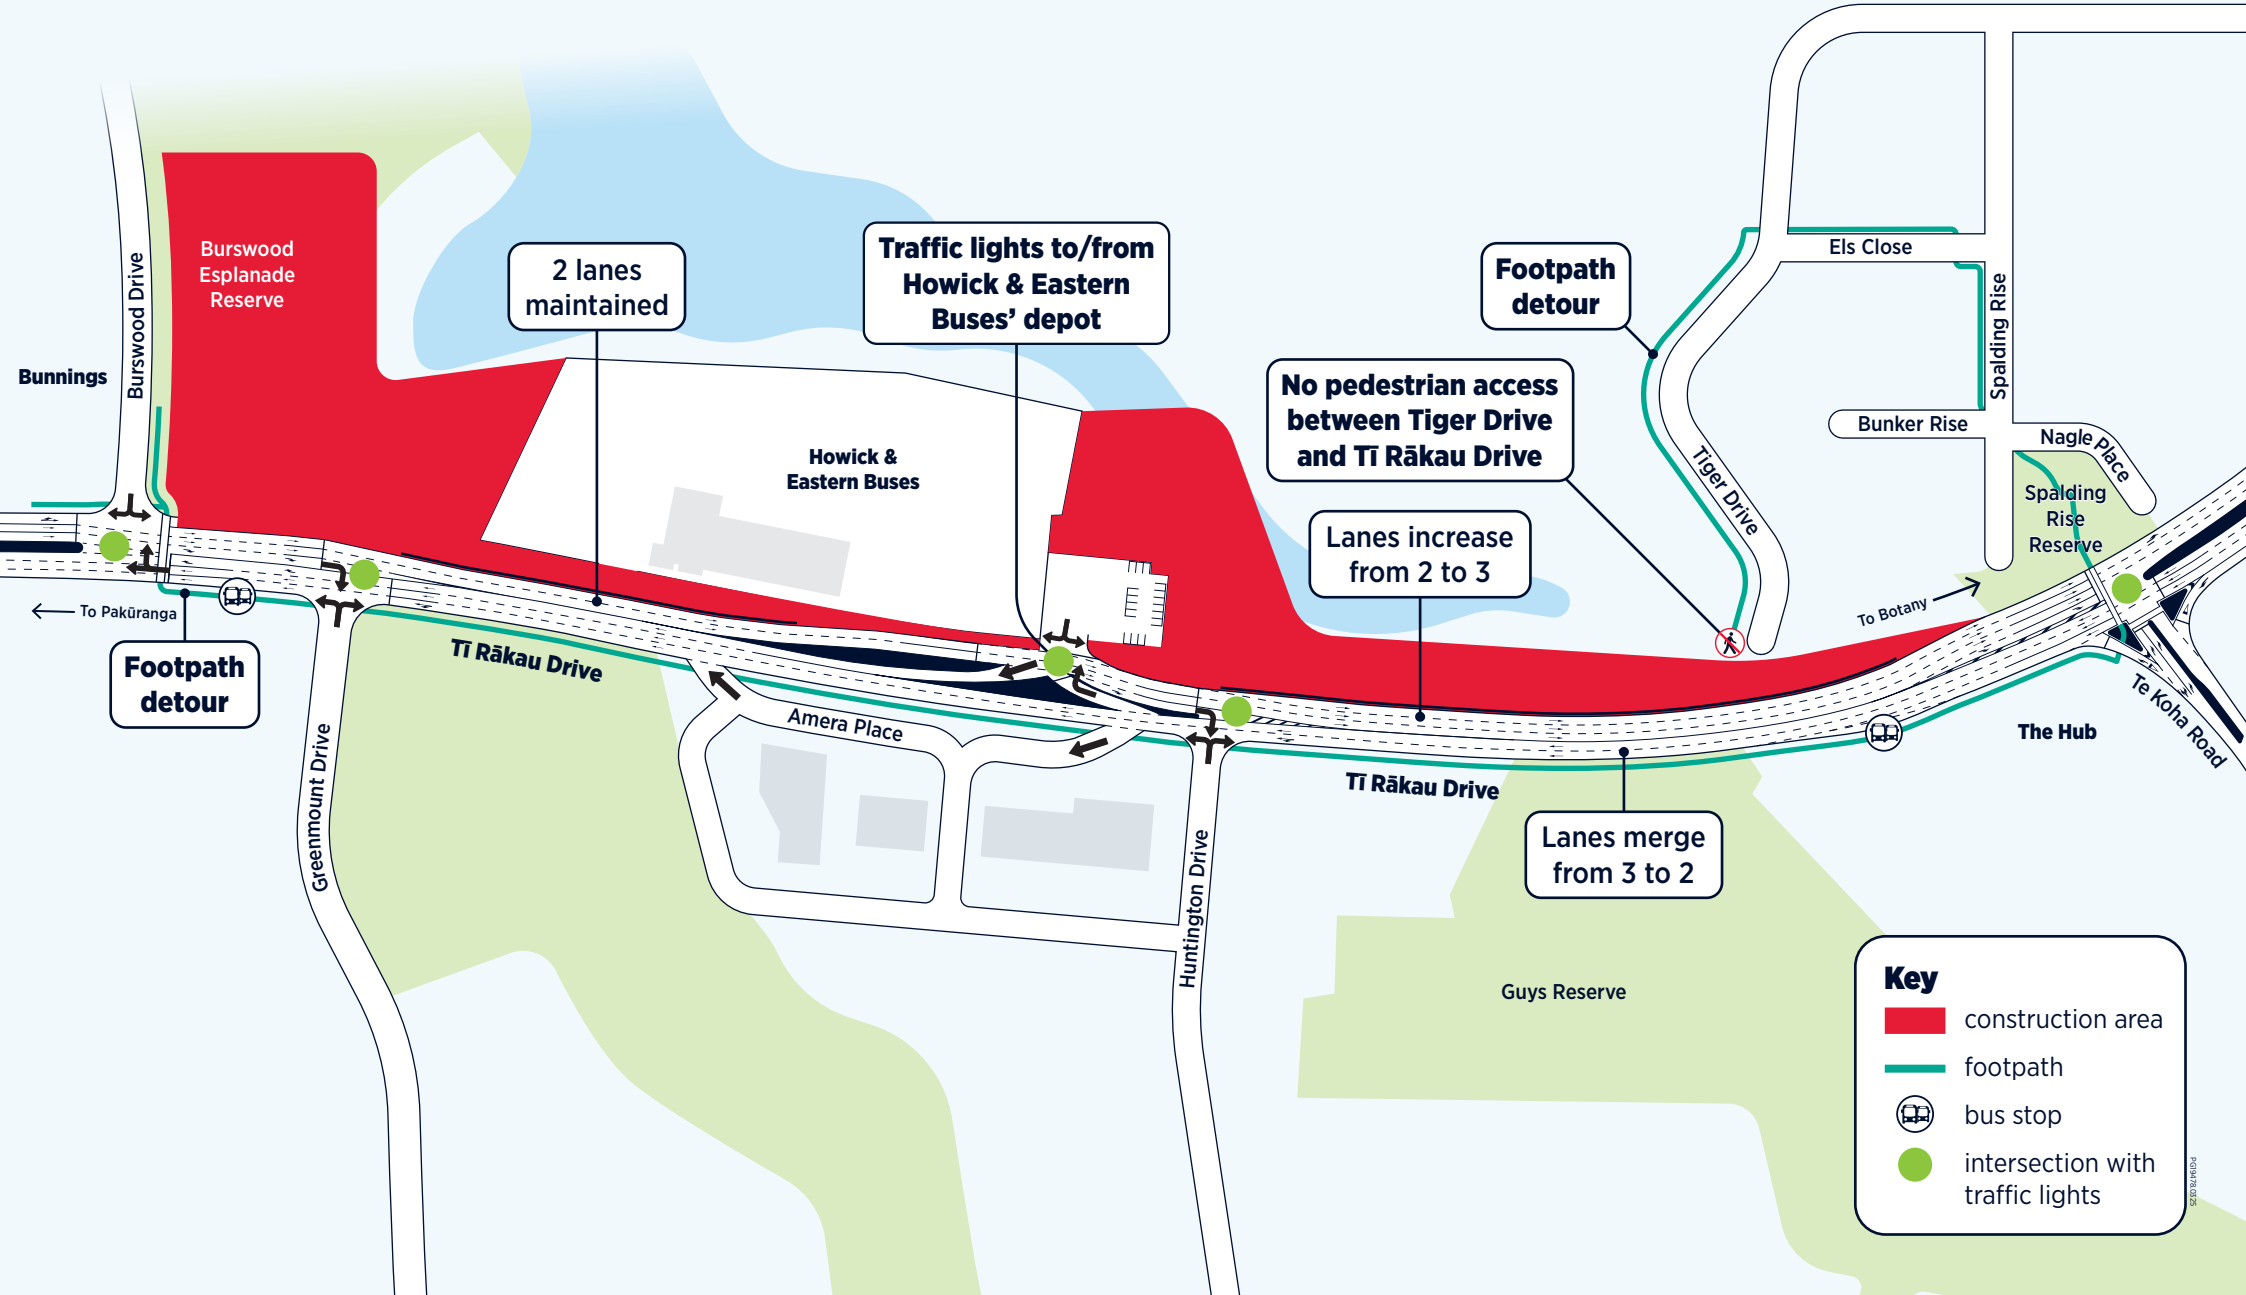 Burswood
Esplanade
Reserve
Burswood Drive
Bunnings
2 lanes
maintained
Traffic lights to/from
Howick & Eastern
Buses’ depot
Footpath
detour
No pedestrian access
between Tiger Drive
and Tī Rākau Drive
Els Close
Spalding Rise
Bunker Rise
Nagle Place
Tiger Drive
Spalding
Rise
Reserve
Howick &
Eastern Buses
Lanes increase
from 2 to 3
To Botany
To Pakūranga
Footpath
detour
Tī Rākau Drive
Amera Place
Greenmount Drive
Huntington Drive
Tī Rākau Drive
Lanes merge
from 3 to 2
The Hub
Te Koha Road
Guys Reserve
Key
construction area
footpath
bus stop
intersection with
traffic lights
PG19478.0325